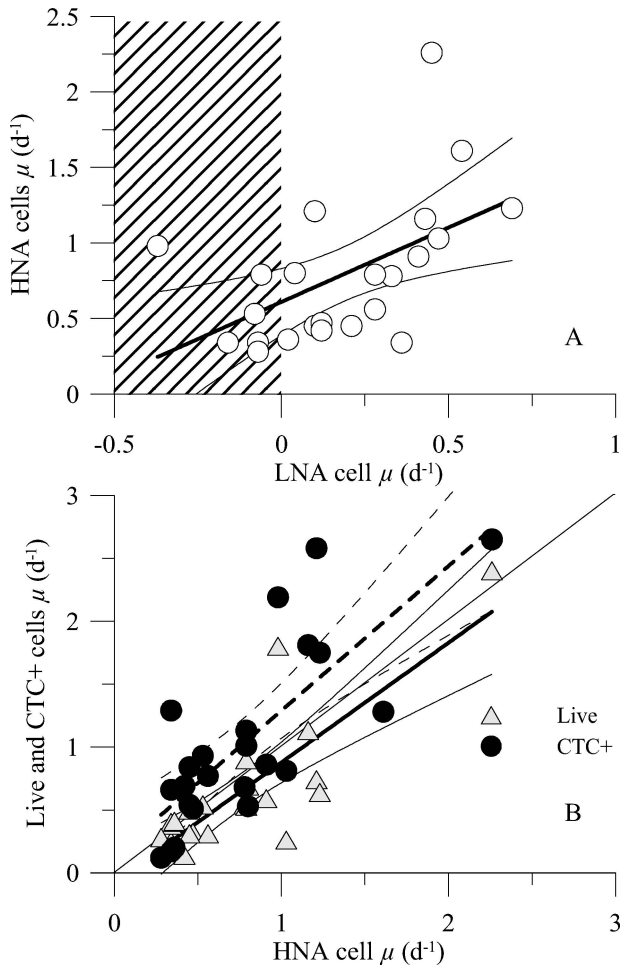 2.5
2
1.5
1
0.5
0
HNA cells μ (d-1)
A
-0.5 0 0.5 1
LNA cell μ (d-1)
3
2
1
0
Live and CTC+ cells μ (d-1)
Live
CTC+
B
0 1 2 3
HNA cell μ (d-1)